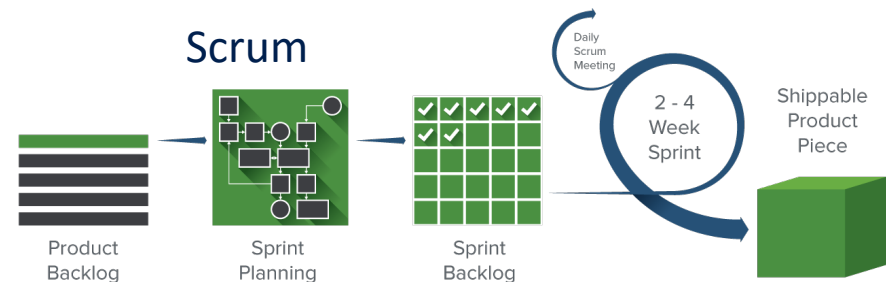 Scrum
Daily
Scrum
Meeting
2 - 4
Week
Sprint
Shippable
Product
Piece
Product
Backlog
Sprint
Planning
Sprint
Backlog